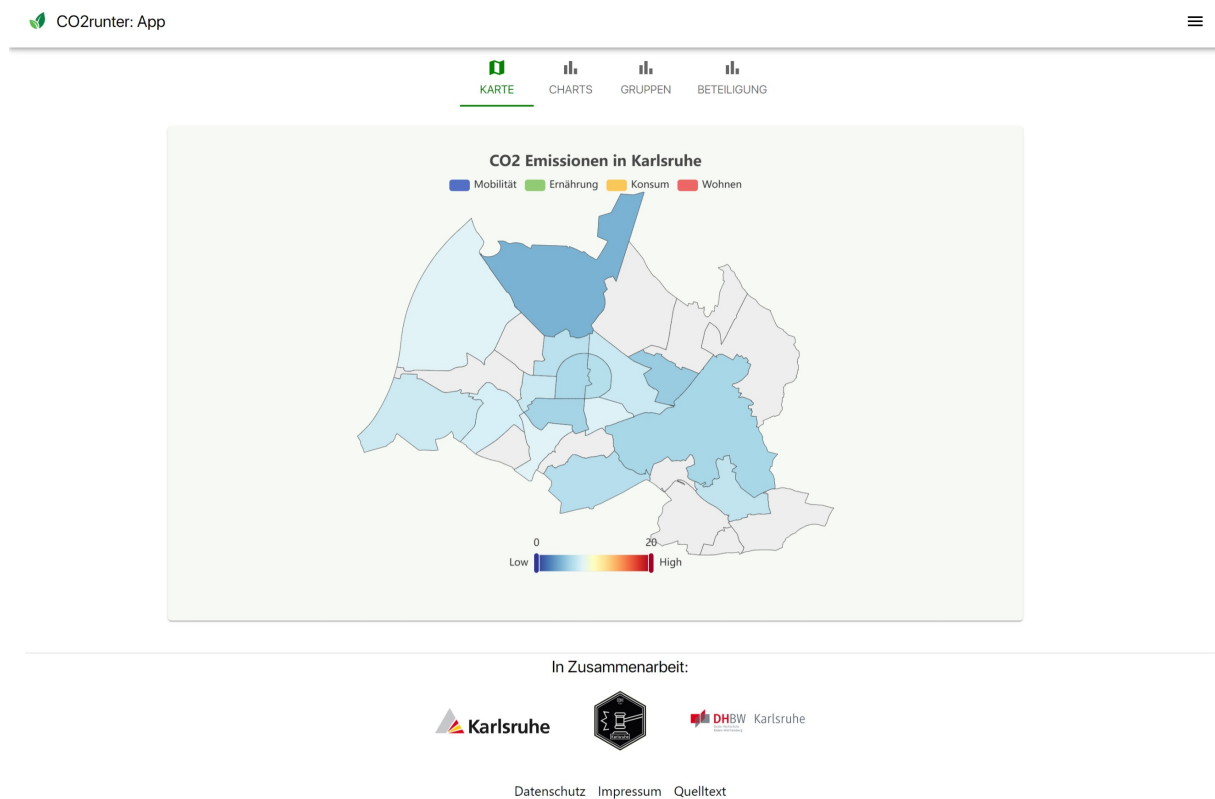 CO2runter: App
KARTE CHARTS GRUPPEN BETEILIGUNG
CO2 Emissionen in Karlsruhe
Mobilität Ernährung Konsum Wohnen
0 20
Low High
In Zusammenarbeit:
Karlsruhe
DHBW Karlsruhe
Datenschutz Impressum Quelltext